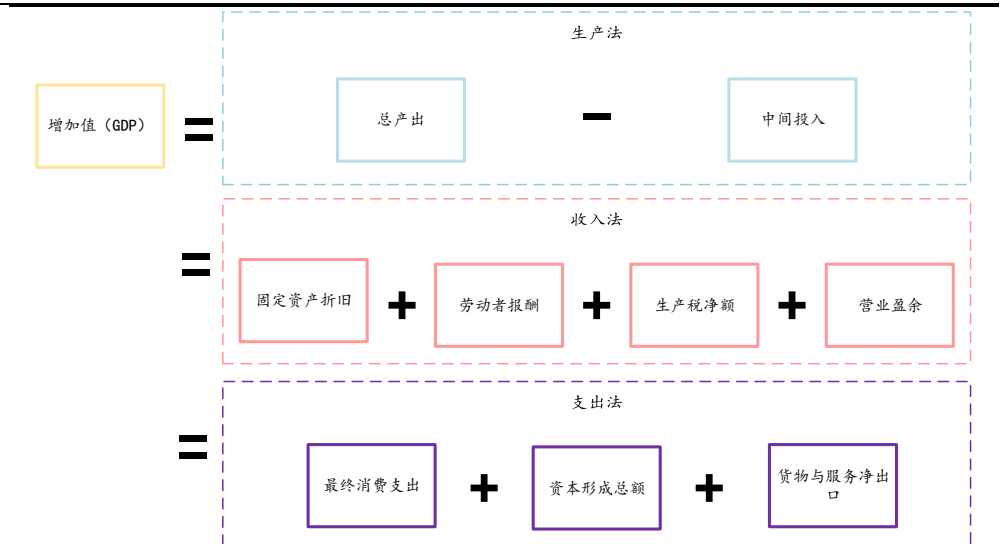 生产法
增加值（GDP）
=
总产出
-
中间投入
收入法
=
固定资产折旧
+
劳动者报酬
+
生产税净额
+
营业盈余
支出法
=
最终消费支出
+
资本形成总额
+
货物与服务净出
口